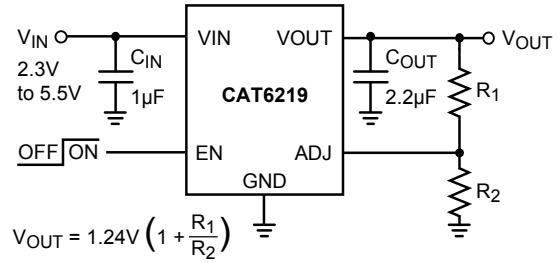 VIN
VIN
VOUT
VOUT
2.3V
to 5.5V
CIN
1µF
CAT6219
COUT
2.2µF
R1
OFF ON
EN
ADJ
GND
R2
VOUT = 1.24V (1 + R1/R2)